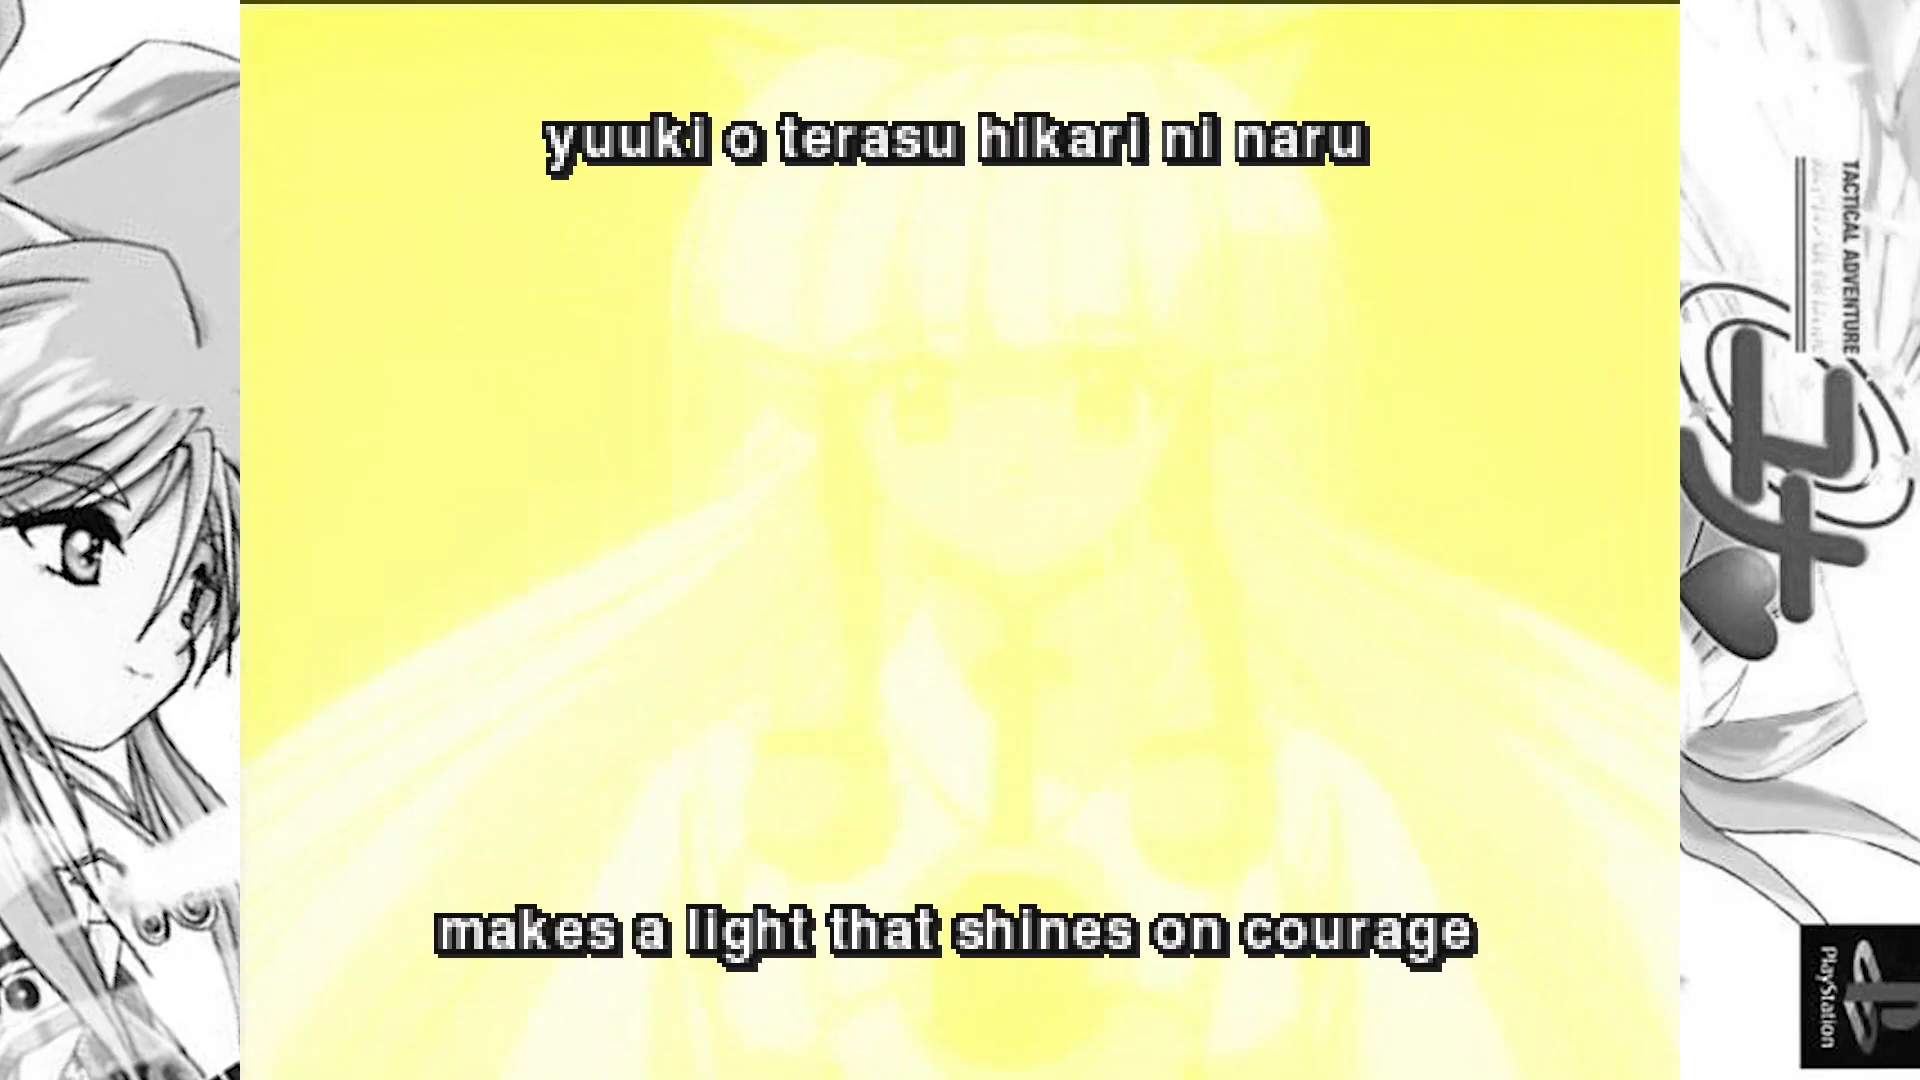 yuuki o terasu hikari ni naru
makes a light that shines on courage
TACTICAL ADVENTURE
PlayStation